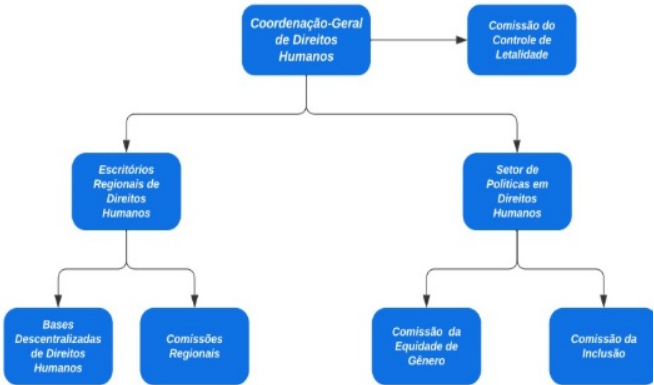 Coordenação-Geral
de Direitos
Humanos
Comissão do
Controle de
Letalidade
Escritórios
Regionais de
Direitos
Humanos
Setor de
Políticas em
Direitos
Humanos
Bases
Descentralizadas
de Direitos
Humanos
Comissões
Regionais
Comissão da
Equidade de
Gênero
Comissão da
Inclusão